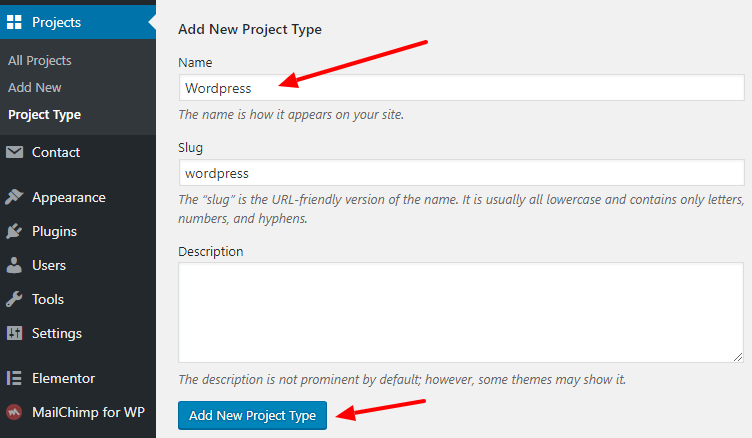 Projects
All Projects
Add New
Project Type
Contact
Appearance
Plugins
Users
Tools
Settings
Elementor
MailChimp for WP
Add New Project Type
Name
Wordpress
The name is how it appears on your site.
Slug
wordpress
The “slug” is the URL-friendly version of the name. It is usually all lowercase and contains only letters,
numbers, and hyphens.
Description
The description is not prominent by default; however, some themes may show it.
Add New Project Type